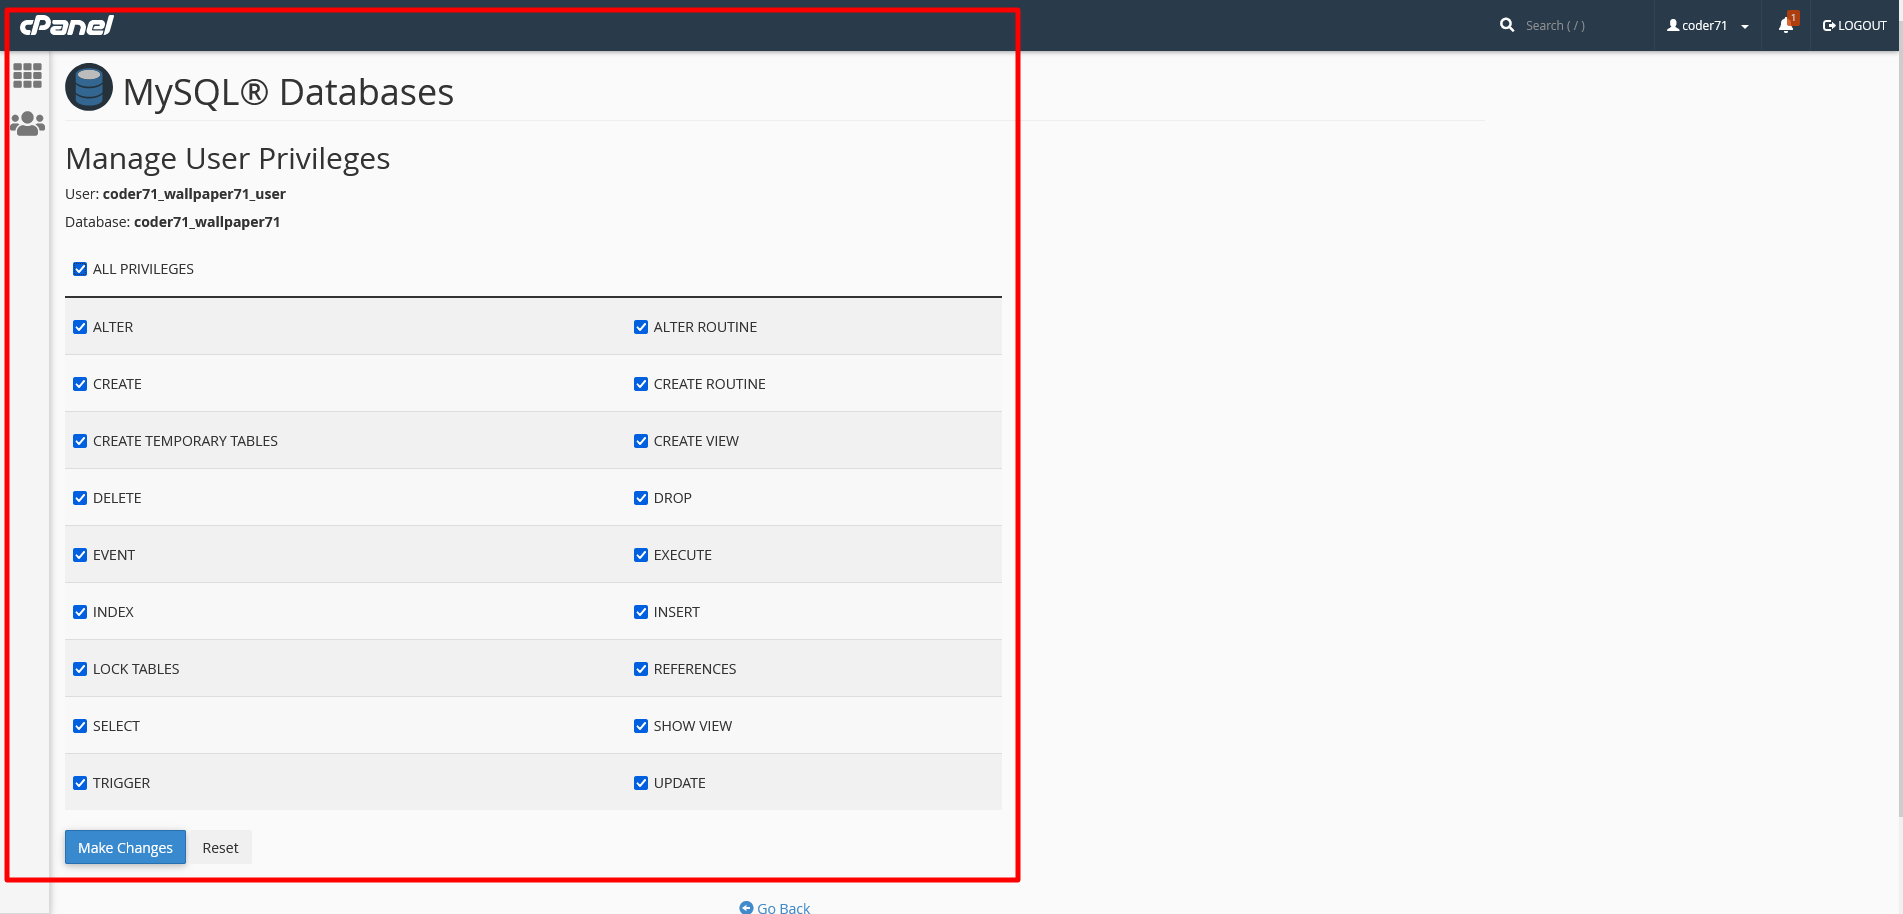 cPanel
Search ( / )
coder71
1
LOGOUT
MySQL® Databases
Manage User Privileges
User: coder71_wallpaper71_user
Database: coder71_wallpaper71
ALL PRIVILEGES
ALTER
ALTER ROUTINE
CREATE
CREATE ROUTINE
CREATE TEMPORARY TABLES
CREATE VIEW
DELETE
DROP
EVENT
EXECUTE
INDEX
INSERT
LOCK TABLES
REFERENCES
SELECT
SHOW VIEW
TRIGGER
UPDATE
Make Changes
Reset
Go Back